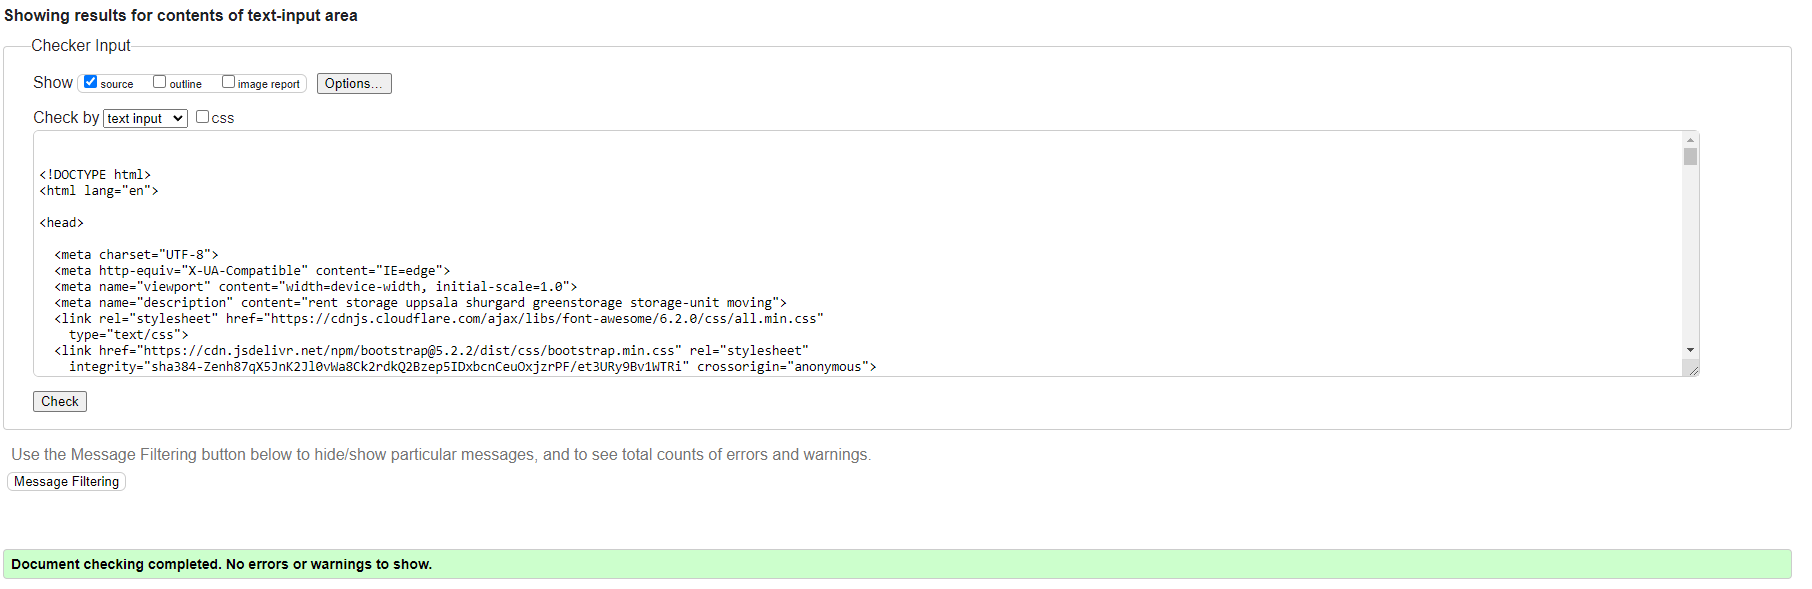 Showing results for contents of text-input area
Checker Input
Show source outline image report Options...
Check by text input css
<!DOCTYPE html>
<html lang="en">
<head>
<meta charset="UTF-8">
<meta http-equiv="X-UA-Compatible" content="IE=edge">
<meta name="viewport" content="width=device-width, initial-scale=1.0">
<meta name="description" content="rent storage uppsala shurgard greenstorage storage-unit moving">
<link rel="stylesheet" href="https://cdnjs.cloudflare.com/ajax/libs/font-awesome/6.2.0/css/all.min.css"
type="text/css">
<link href="https://cdn.jsdelivr.net/npm/bootstrap@5.2.2/dist/css/bootstrap.min.css" rel="stylesheet"
integrity="sha384-Zenh87qX5JnK2Jl0vWa8Ck2rdkQ2Bzep5IDxbcnCeuOxjzrPF/et3URy9Bv1WTRi" crossorigin="anonymous">
Check
Use the Message Filtering button below to hide/show particular messages, and to see total counts of errors and warnings.
Message Filtering
Document checking completed. No errors or warnings to show.